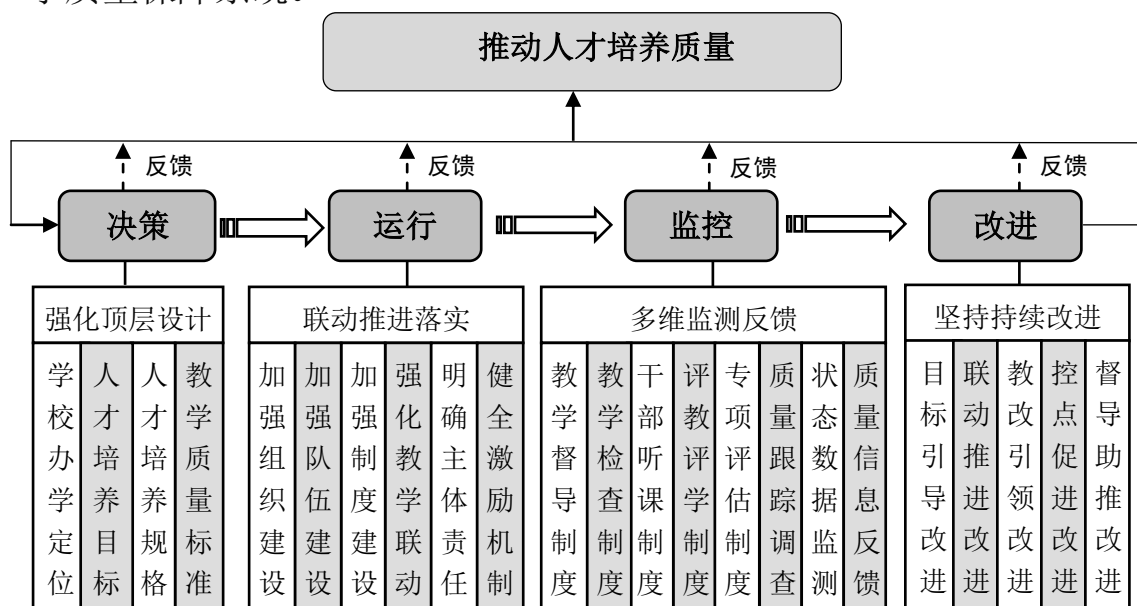 推动人才培养质量
反馈
反馈
反馈
反馈
决策
运行
监控
改进
强化顶层设计
联动推进落实
多维监测反馈
坚持持续改进
学校办学定位
人才培养目标
人才培养规格
教学质量标准
加强组织建设
加强队伍建设
加强制度建设
强化教学联动
明确主体责任
健全激励机制
教学督导制度
教学检查制度
干部听课制度
评教评学制度
专项评估制度
质量跟踪调查
状态数据监测
质量信息反馈
目标引导改进
联动推进改进
教改引领改进
控点促进改进
督导助推改进